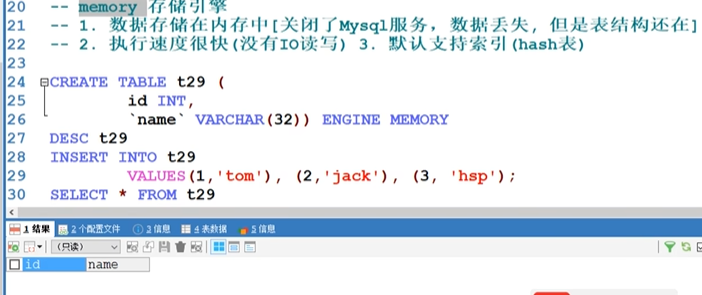 20 -- memory 存储引擎
21 -- 1. 数据存储在内存中[关闭了Mysql服务，数据丢失, 但是表结构还在]
22 -- 2. 执行速度很快(没有IO读写) 3. 默认支持索引(hash表)
23
24 CREATE TABLE t29 (
25 id INT,
26 `name` VARCHAR(32)) ENGINE MEMORY
27 DESC t29
28 INSERT INTO t29
29 VALUES(1,'tom'), (2,'jack'), (3, 'hsp');
30 SELECT * FROM t29
1 结果 2 个配置文件 3 信息 4 表数据 5 信息
(只读)
id name